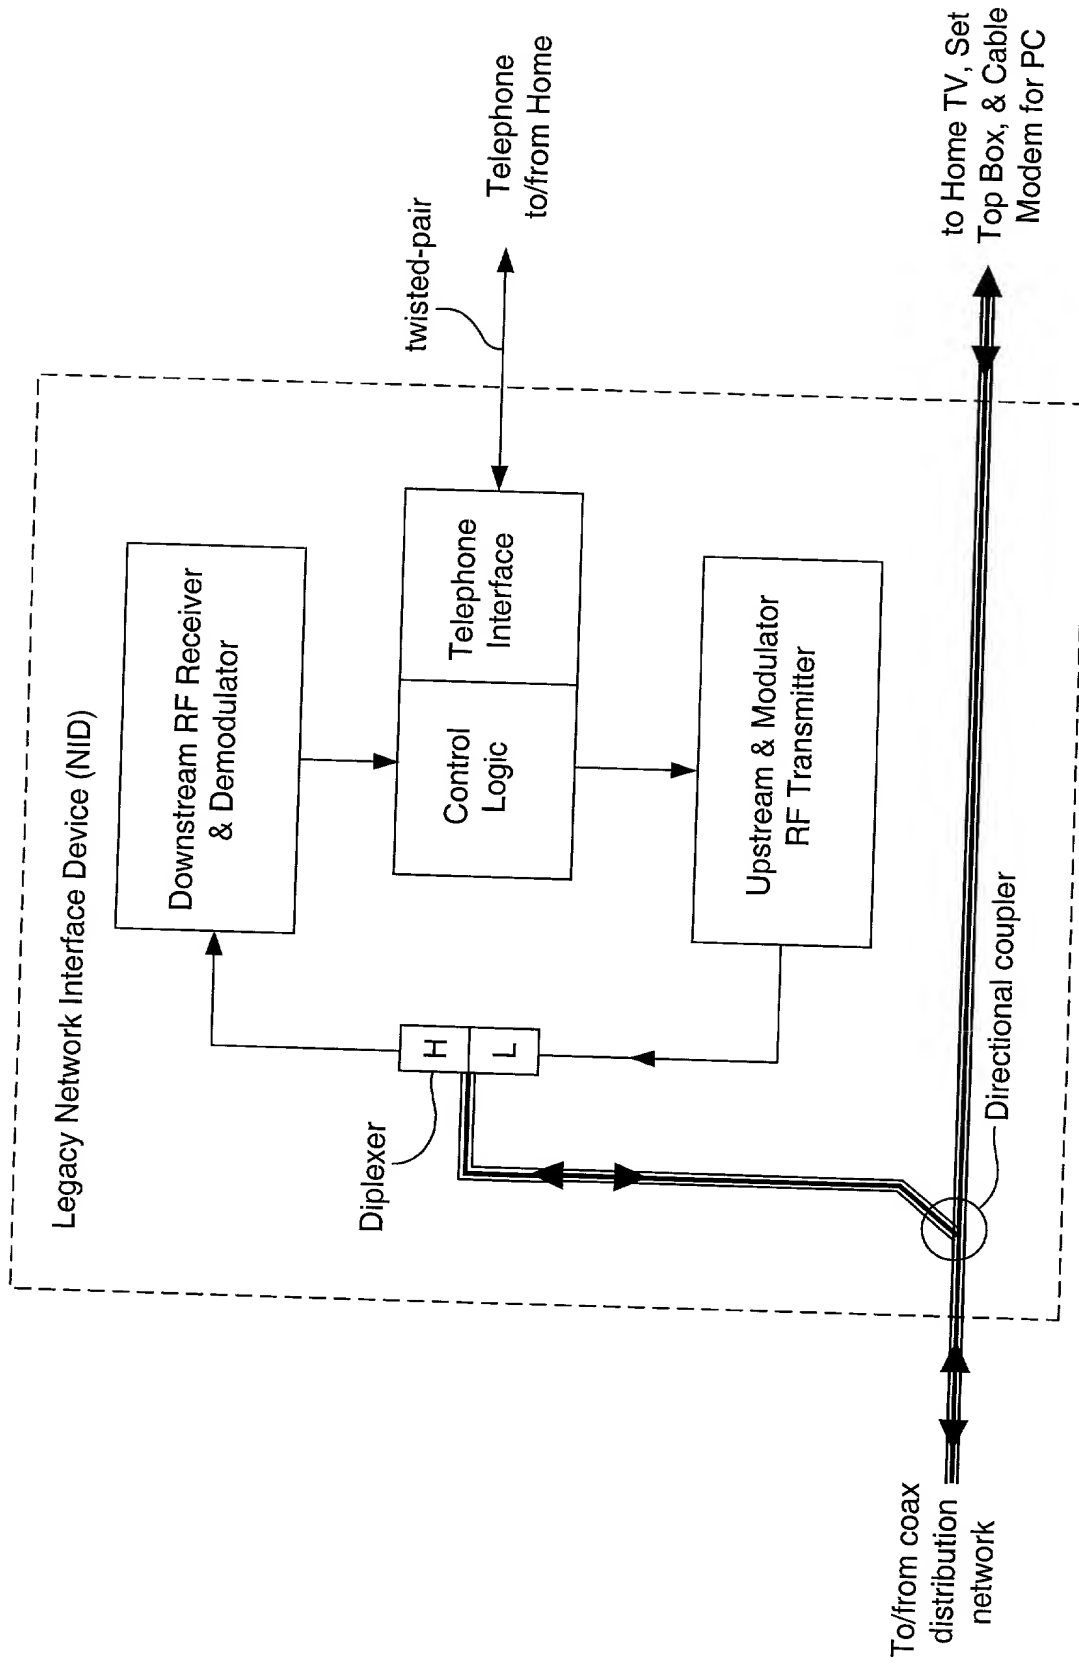 Legacy Network Interface Device (NID)
Downstream RF Receiver
& Demodulator
twisted-pair
Telephone
to/from Home
Diplexer
H
L
Control
Logic
Telephone
Interface
Upstream & Modulator
RF Transmitter
To/from coax
distribution
network
Directional coupler
to Home TV, Set
Top Box, & Cable
Modem for PC